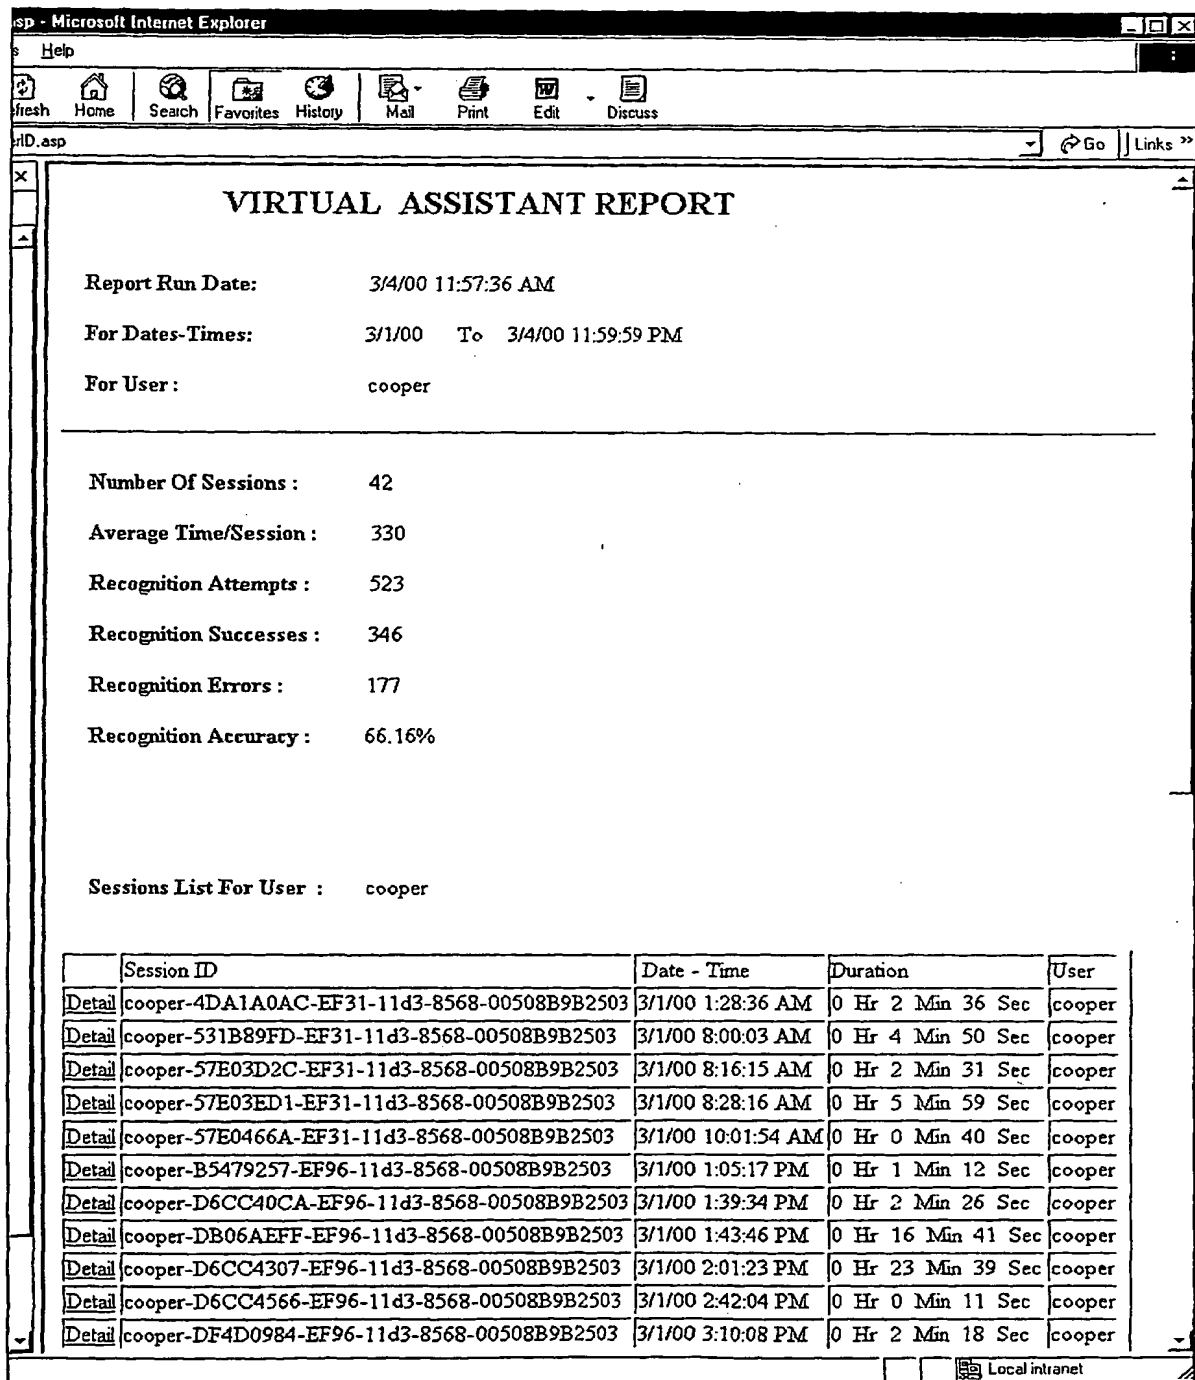 sp - Microsoft Internet Explorer
s Help
fresh Home Search Favorites History Mail Print Edit Discuss
rID.asp Go Links »
VIRTUAL ASSISTANT REPORT
Report Run Date: 3/4/00 11:57:36 AM
For Dates-Times: 3/1/00 To 3/4/00 11:59:59 PM
For User : cooper
Number Of Sessions : 42
Average Time/Session : 330
Recognition Attempts : 523
Recognition Successes : 346
Recognition Errors : 177
Recognition Accuracy : 66.16%
Sessions List For User : cooper
Session ID Date - Time Duration User
Detail cooper-4DA1A0AC-EF31-11d3-8568-00508B9B2503 3/1/00 1:28:36 AM 0 Hr 2 Min 36 Sec cooper
Detail cooper-531B89FD-EF31-11d3-8568-00508B9B2503 3/1/00 8:00:03 AM 0 Hr 4 Min 50 Sec cooper
Detail cooper-57E03D2C-EF31-11d3-8568-00508B9B2503 3/1/00 8:16:15 AM 0 Hr 2 Min 31 Sec cooper
Detail cooper-57E03ED1-EF31-11d3-8568-00508B9B2503 3/1/00 8:28:16 AM 0 Hr 5 Min 59 Sec cooper
Detail cooper-57E0466A-EF31-11d3-8568-00508B9B2503 3/1/00 10:01:54 AM 0 Hr 0 Min 40 Sec cooper
Detail cooper-B5479257-EF96-11d3-8568-00508B9B2503 3/1/00 1:05:17 PM 0 Hr 1 Min 12 Sec cooper
Detail cooper-D6CC40CA-EF96-11d3-8568-00508B9B2503 3/1/00 1:39:34 PM 0 Hr 2 Min 26 Sec cooper
Detail cooper-DB06AEFF-EF96-11d3-8568-00508B9B2503 3/1/00 1:43:46 PM 0 Hr 16 Min 41 Sec cooper
Detail cooper-D6CC4307-EF96-11d3-8568-00508B9B2503 3/1/00 2:01:23 PM 0 Hr 23 Min 39 Sec cooper
Detail cooper-D6CC4566-EF96-11d3-8568-00508B9B2503 3/1/00 2:42:04 PM 0 Hr 0 Min 11 Sec cooper
Detail cooper-DF4D0984-EF96-11d3-8568-00508B9B2503 3/1/00 3:10:08 PM 0 Hr 2 Min 18 Sec cooper
Local intranet